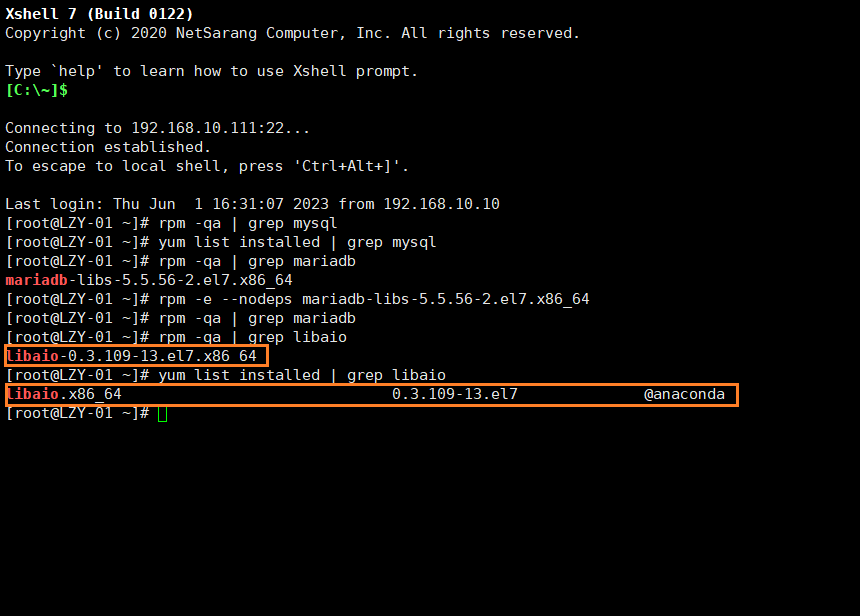 Xshell 7 (Build 0122)
Copyright (c) 2020 NetSarang Computer, Inc. All rights reserved.
Type `help' to learn how to use Xshell prompt.
[C:\~]$
Connecting to 192.168.10.111:22...
Connection established.
To escape to local shell, press 'Ctrl+Alt+]'.
Last login: Thu Jun  1 16:31:07 2023 from 192.168.10.10
[root@LZY-01 ~]# rpm -qa | grep mysql
[root@LZY-01 ~]# yum list installed | grep mysql
[root@LZY-01 ~]# rpm -qa | grep mariadb
mariadb-libs-5.5.56-2.el7.x86_64
[root@LZY-01 ~]# rpm -e --nodeps mariadb-libs-5.5.56-2.el7.x86_64
[root@LZY-01 ~]# rpm -qa | grep mariadb
[root@LZY-01 ~]# rpm -qa | grep libaio
libaio-0.3.109-13.el7.x86_64
[root@LZY-01 ~]# yum list installed | grep libaio
libaio.x86_64                              0.3.109-13.el7              @anaconda
[root@LZY-01 ~]#